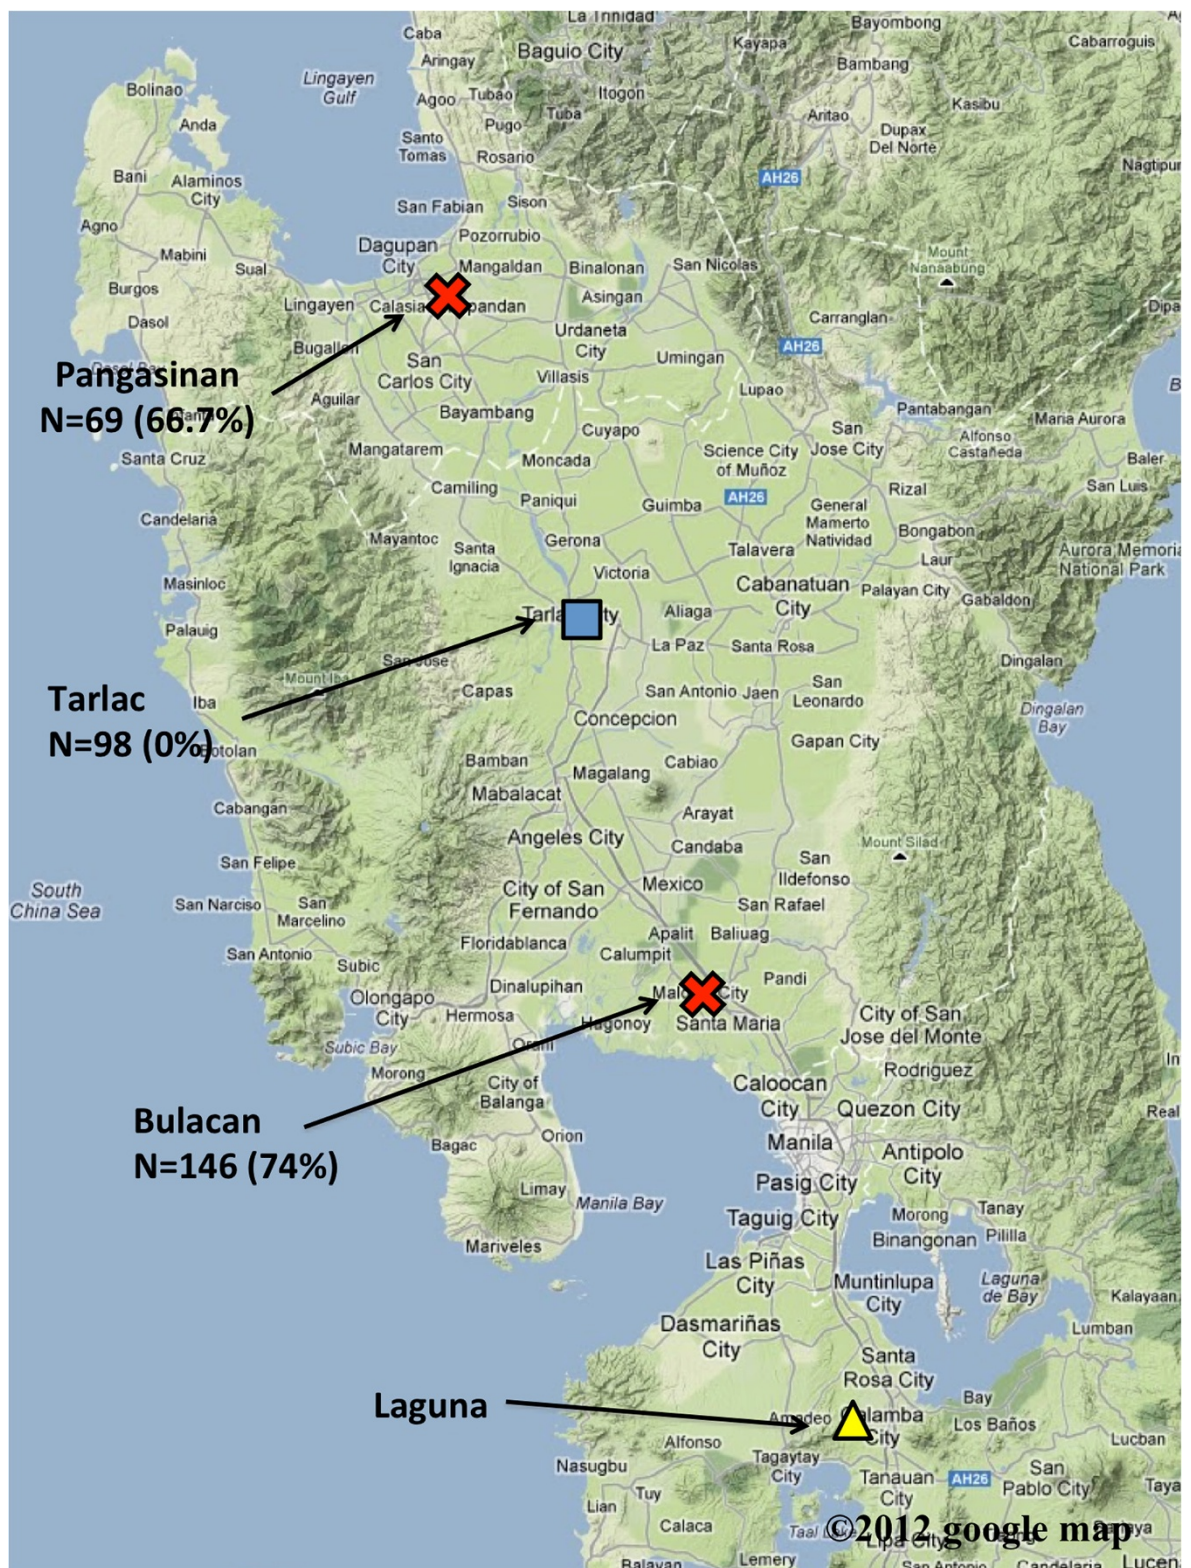 Caba
La Trinidad
Bayombong
Baguio City
Kayapa
Cabarroguis
Aringay
Bambang
Lingayen
Gulf
Bolinao
Agoo
Tubao
Itogon
Tuba
Kasibu
Anda
Pugo
Aritao
Santo
Tomas
Rosario
Dupax
Del Norte
Bani
Alaminos
City
AH26
San Fabian
Sison
Agno
Dagupan
City
Pozorrubio
Mabini
Sual
Mangaldan
Binalonan
San Nicolas
Burgos
Lingayen
Asingan
Carranglan
Dasol
Urdaneta
City
Bugallon
San
Carlos City
Umingan
AH26
Pangasinan
N=69 (66.7%)
Villasis
Lupao
Aguilar
Bayambang
Cuyapo
Pantabangan
Maria Aurora
Santa Cruz
Mangatarem
Moncada
Science City
of Muñoz
San
Jose City
Alfonso
Castañeda
Baler
Camiling
Paniqui
AH26
Rizal
San Luis
Candelaria
Guimba
General
Mamerto
Natividad
Mayantoc
Santa
Ignacia
Gerona
Talavera
Bongabon
Laur
Masinloc
Victoria
Cabanatuan
City
Palayan City
Gabaldon
Palauig
Aliaga
La Paz
Santa Rosa
Dingalan
San Jose
Mount Iba
Tarlac
N=98 (0%)
Iba
Capas
San Antonio
Jaen
San
Leonardo
Dingalan
Bay
Concepcion
Botolan
Gapan City
Bamban
Magalang
Cabiao
Mabalacat
Cabangan
Arayat
Angeles City
Candaba
Mount Silad
San Felipe
San
Ildefonso
South
China Sea
City of San
Fernando
Mexico
San Narciso
San
Marcelino
San Rafael
Floridablanca
Apalit
Baliuag
San Antonio
Calumpit
Subic
Dinalupihan
Pandi
Olongapo
City
Hermosa
Hagonoy
Santa Maria
City of San
Jose del Monte
Subic Bay
Orani
Morong
City of
Balanga
Caloocan
City
Rodriguez
Quezon City
Bulacan
N=146 (74%)
Bagac
Orion
Manila
Antipolo
City
Limay
Pasig City
Manila Bay
Taguig City
Morong
Tanay
Mariveles
Binangonan
Pililla
Las Piñas
City
Muntinlupa
City
Laguna
de Bay
Kalayaan
Dasmariñas
City
Lumban
Santa
Rosa City
Laguna
Amadeo
Bay
Los Baños
Alfonso
Lucban
Nasugbu
Tagaytay
City
Tanauan
City
AH26
San
Pablo City
Lian
Tuy
Calaca
©2012 google map
Lemery